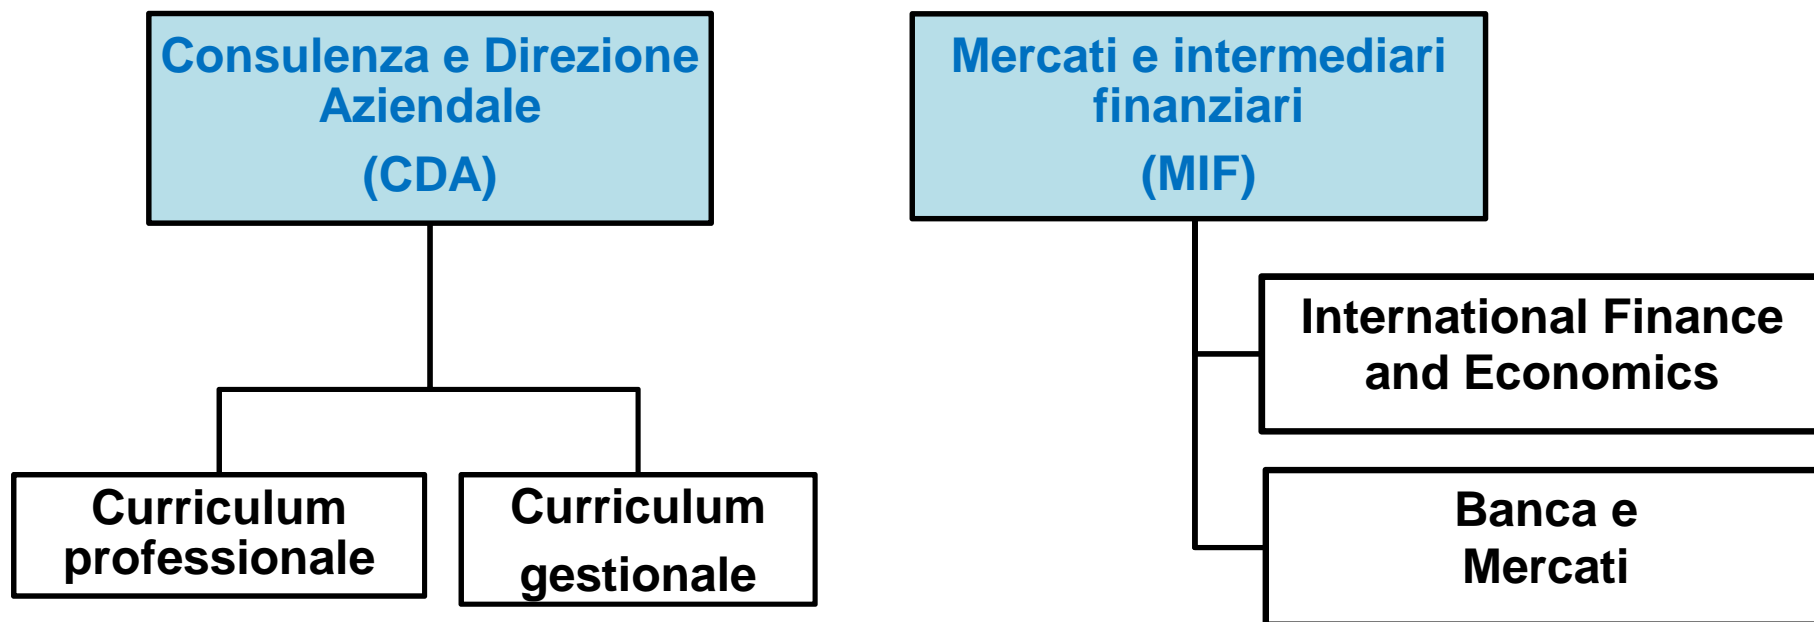 Consulenza e Direzione
Aziendale
(CDA)
Mercati e intermediari
finanziari
(MIF)
International Finance
and Economics
Curriculum
professionale
Curriculum
gestionale
Banca e
Mercati